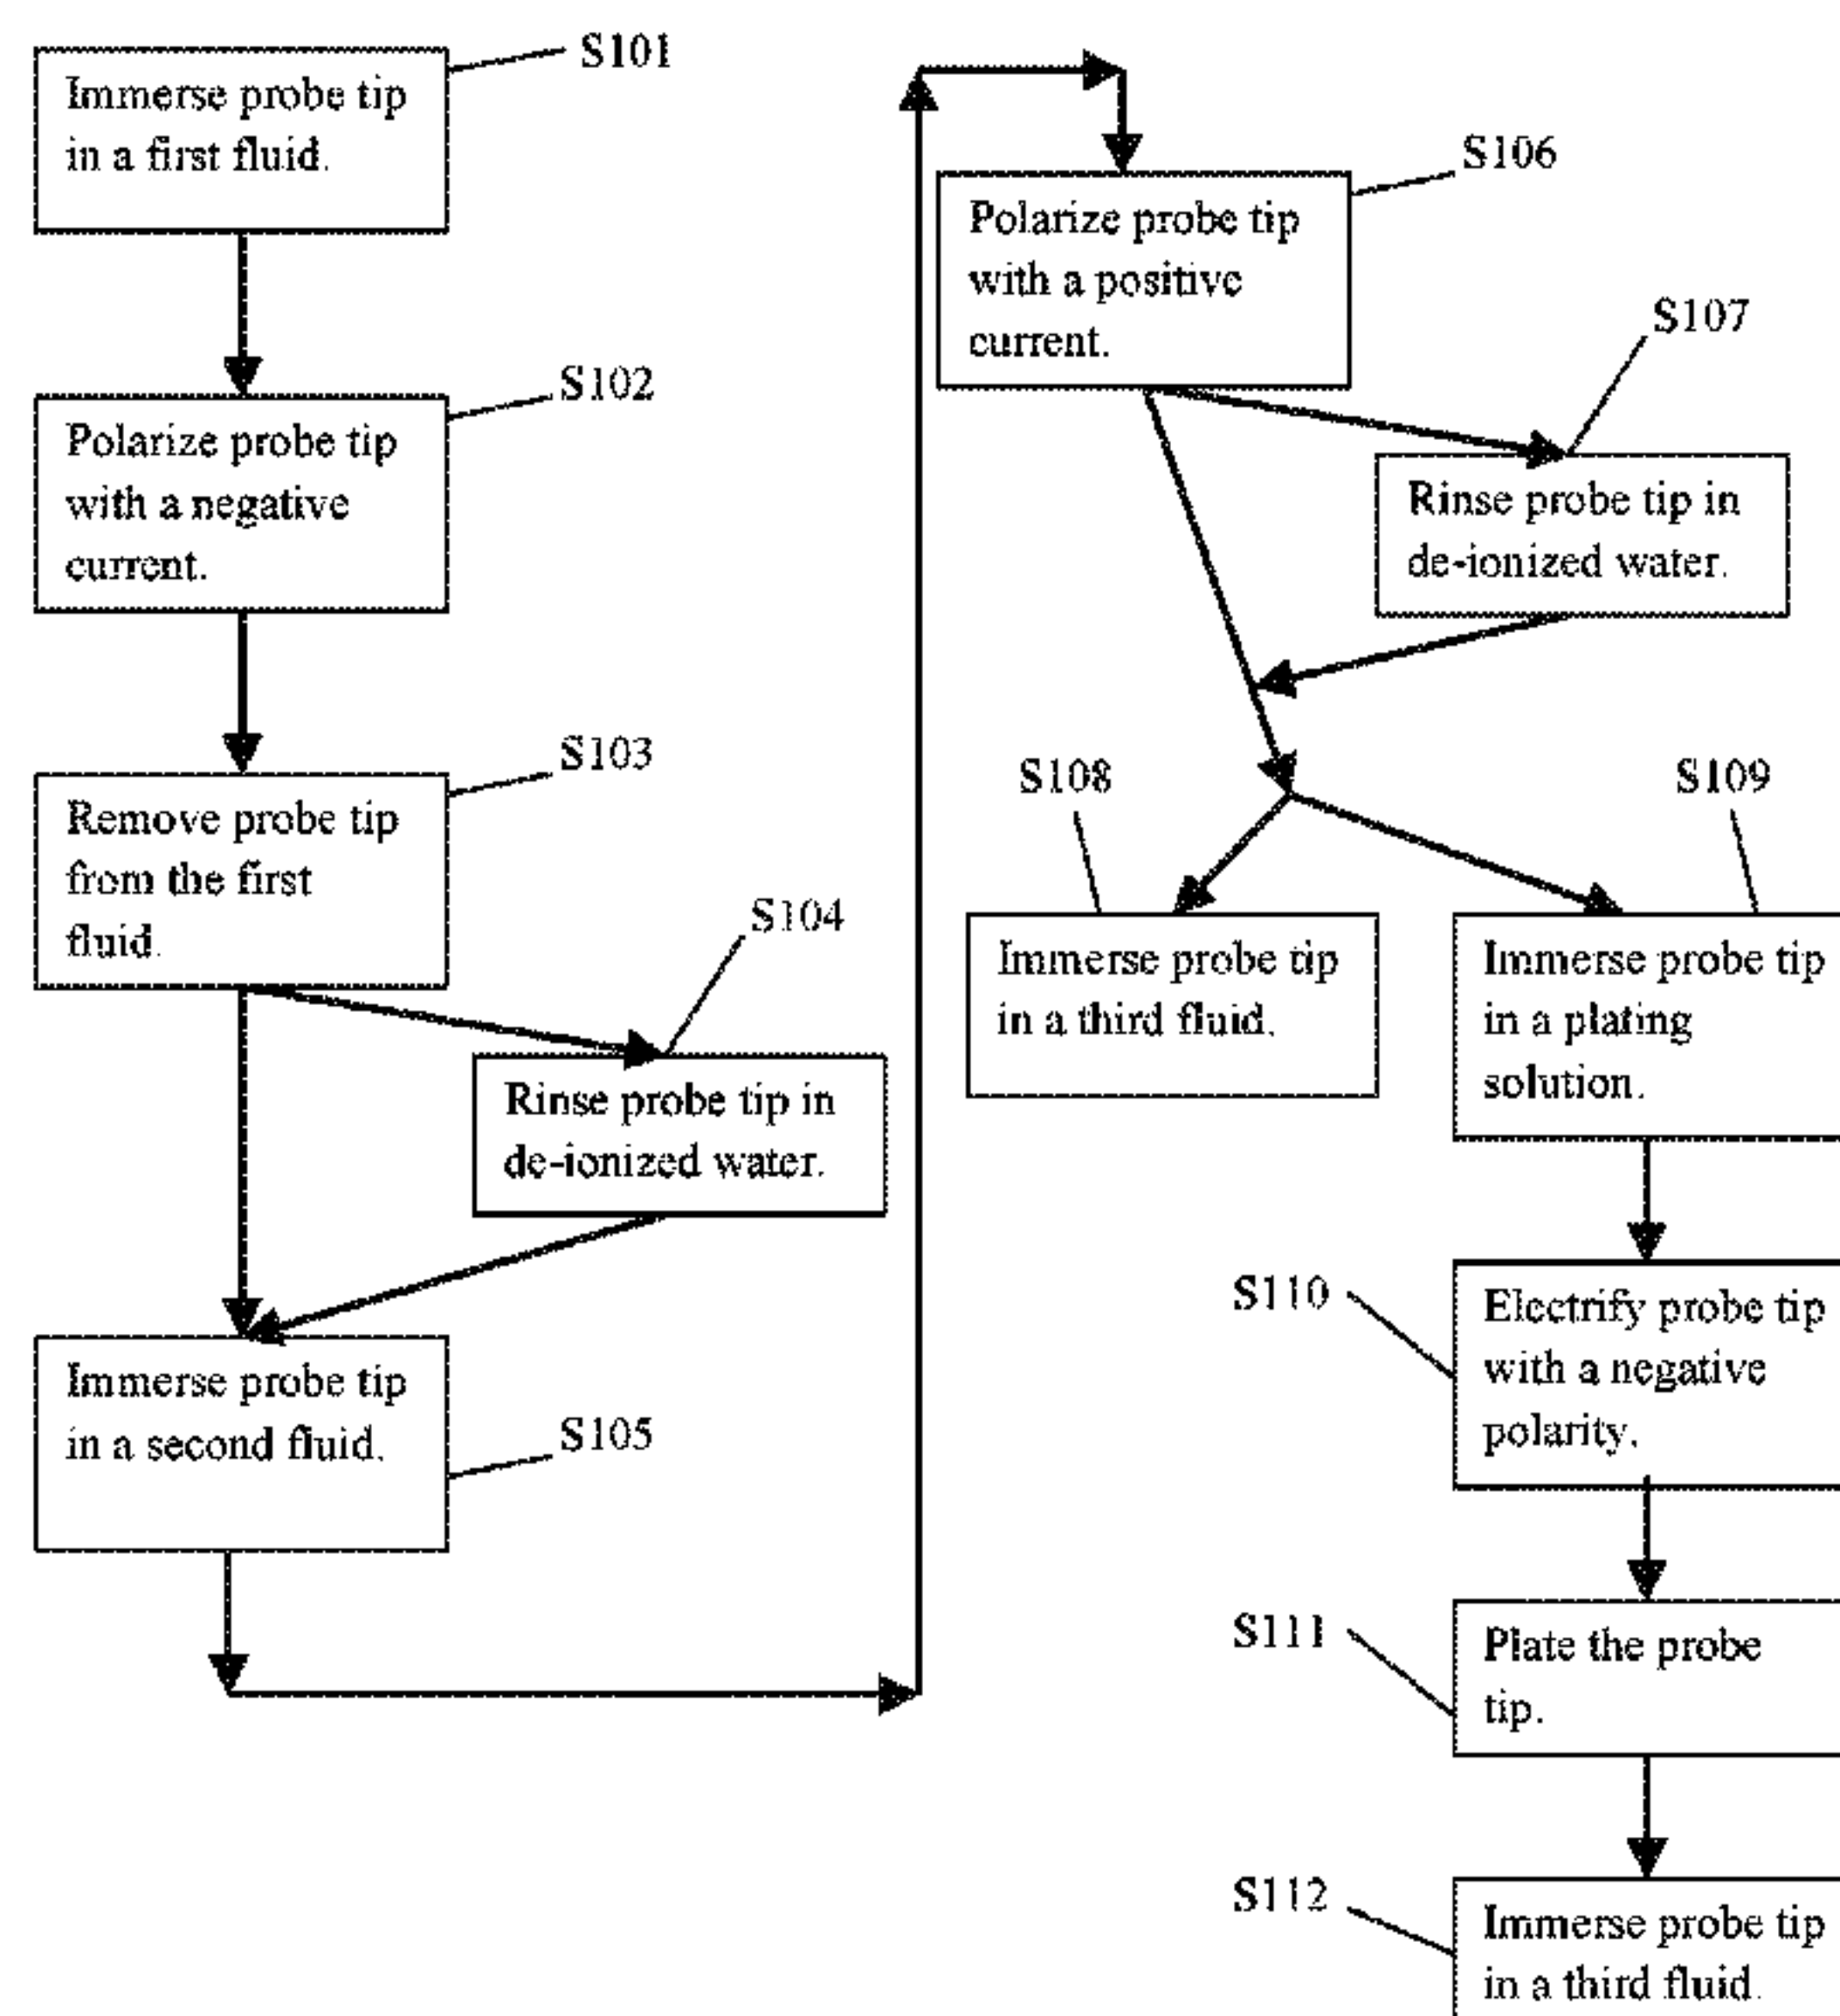 S101
Immerse probe tip
in a first fluid.
S102
Polarize probe tip
with a negative
current.
S103
Remove probe tip
from the first
fluid.
S104
Rinse probe tip in
de-ionized water.
Immerse probe tip
in a second fluid.
S105
S106
Polarize probe tip
with a positive
current.
S107
Rinse probe tip in
de-ionized water.
S108
Immerse probe tip
in a third fluid.
S109
Immerse probe tip
in a plating
solution.
S110
Electrify probe tip
with a negative
polarity.
S111
Plate the probe
tip.
S112
Immerse probe tip
in a third fluid.